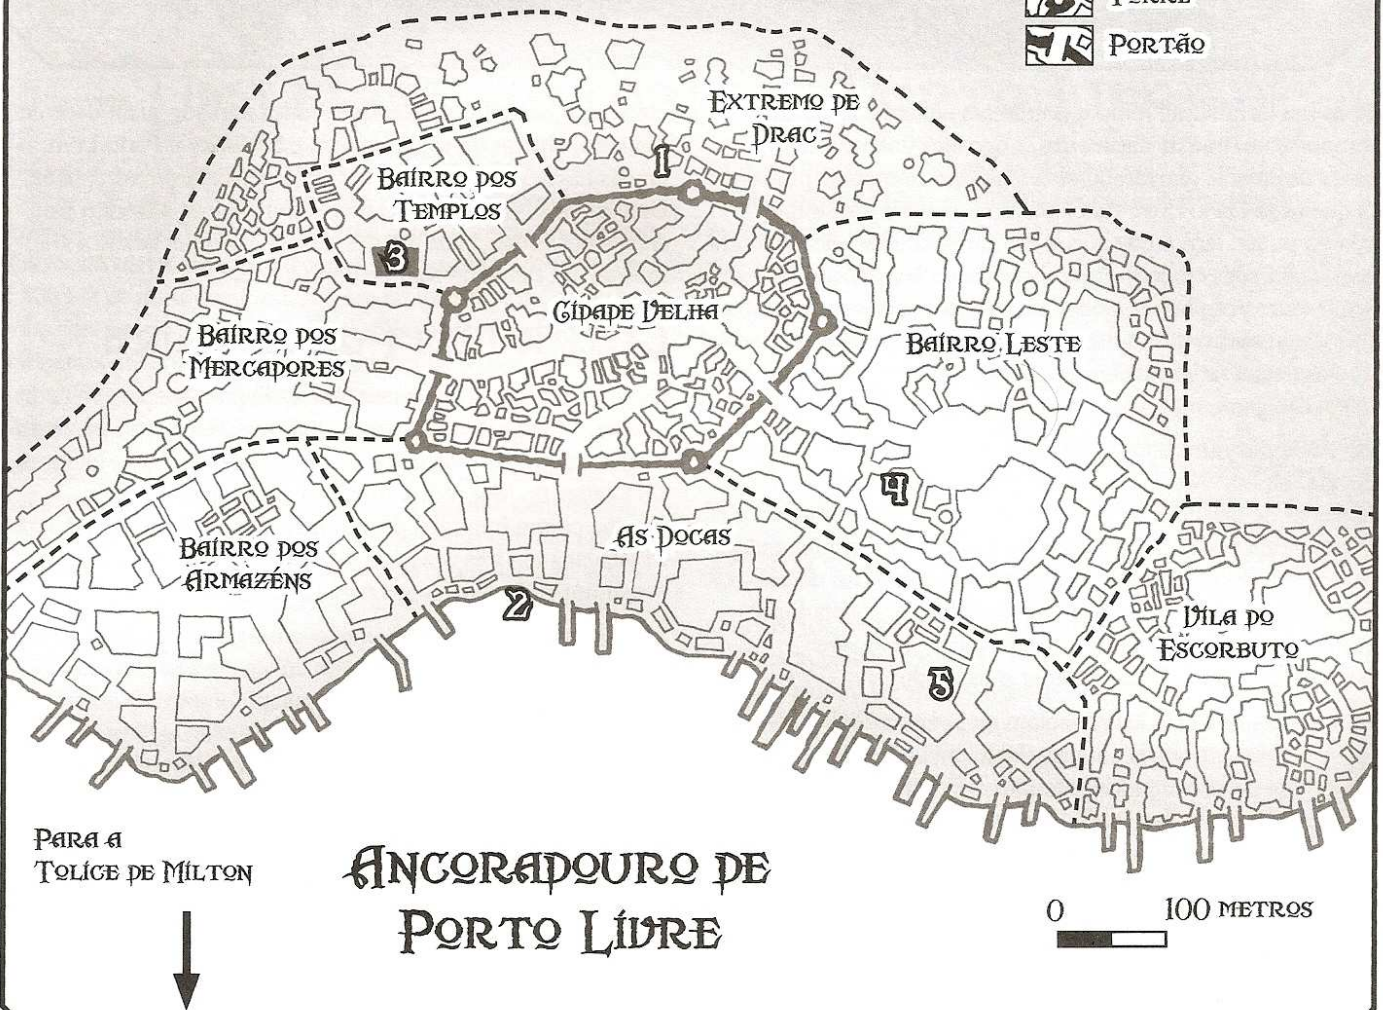 TORRE
PORTÃO
EXTREMO DE
DRAC
1
BAIRRO DOS
TEMPLOS
3
CIDADE VELHA
BAIRRO DOS
MERCADORES
BAIRRO LESTE
4
AS DOCAS
BAIRRO DOS
ARMAZÉNS
2
VILA DO
ESCORBUTO
5
PARA A
TOLICE DE MILTON
ANCORADOURO DE
PORTO LIVRE
0 100 METROS